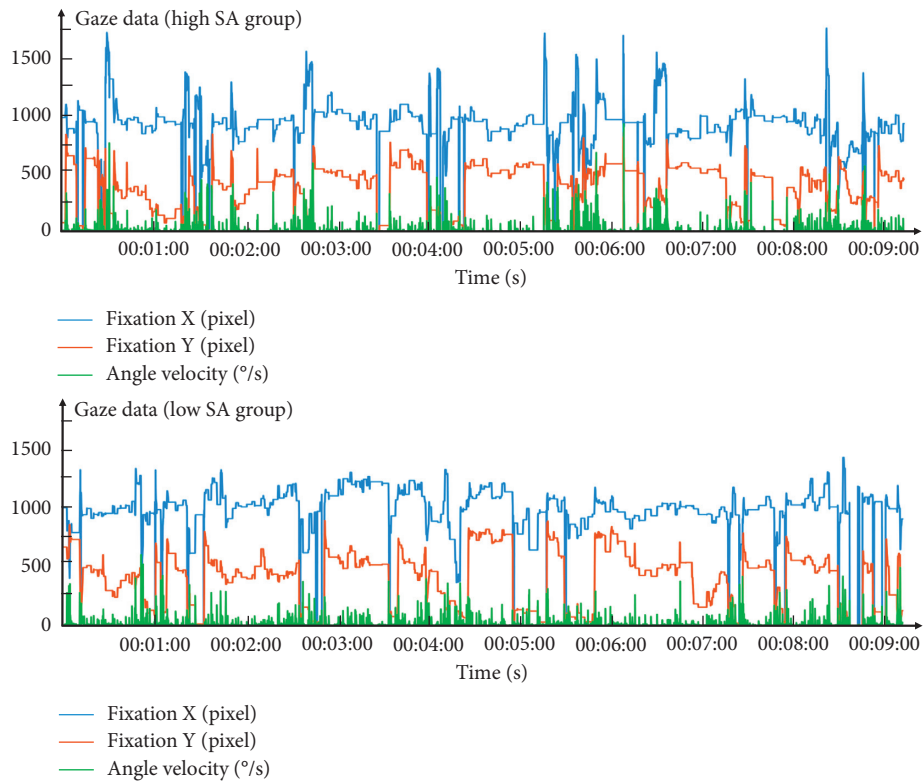 Gaze data (high SA group)
1500
1000
500
0
00:01:00 00:02:00 00:03:00 00:04:00 00:05:00 00:06:00 00:07:00 00:08:00 00:09:00
Time (s)
Fixation X (pixel)
Fixation Y (pixel)
Angle velocity (°/s)
Gaze data (low SA group)
1500
1000
500
0
00:01:00 00:02:00 00:03:00 00:04:00 00:05:00 00:06:00 00:07:00 00:08:00 00:09:00
Time (s)
Fixation X (pixel)
Fixation Y (pixel)
Angle velocity (°/s)